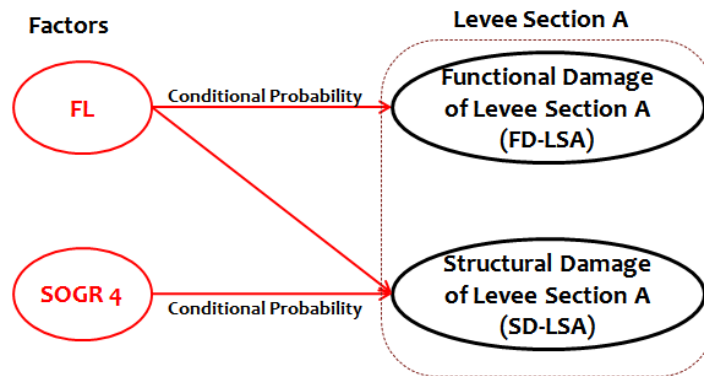 Factors
Levee Section A
FL
Conditional Probability
Functional Damage
of Levee Section A
(FD-LSA)
SOGR 4
Conditional Probability
Structural Damage
of Levee Section A
(SD-LSA)